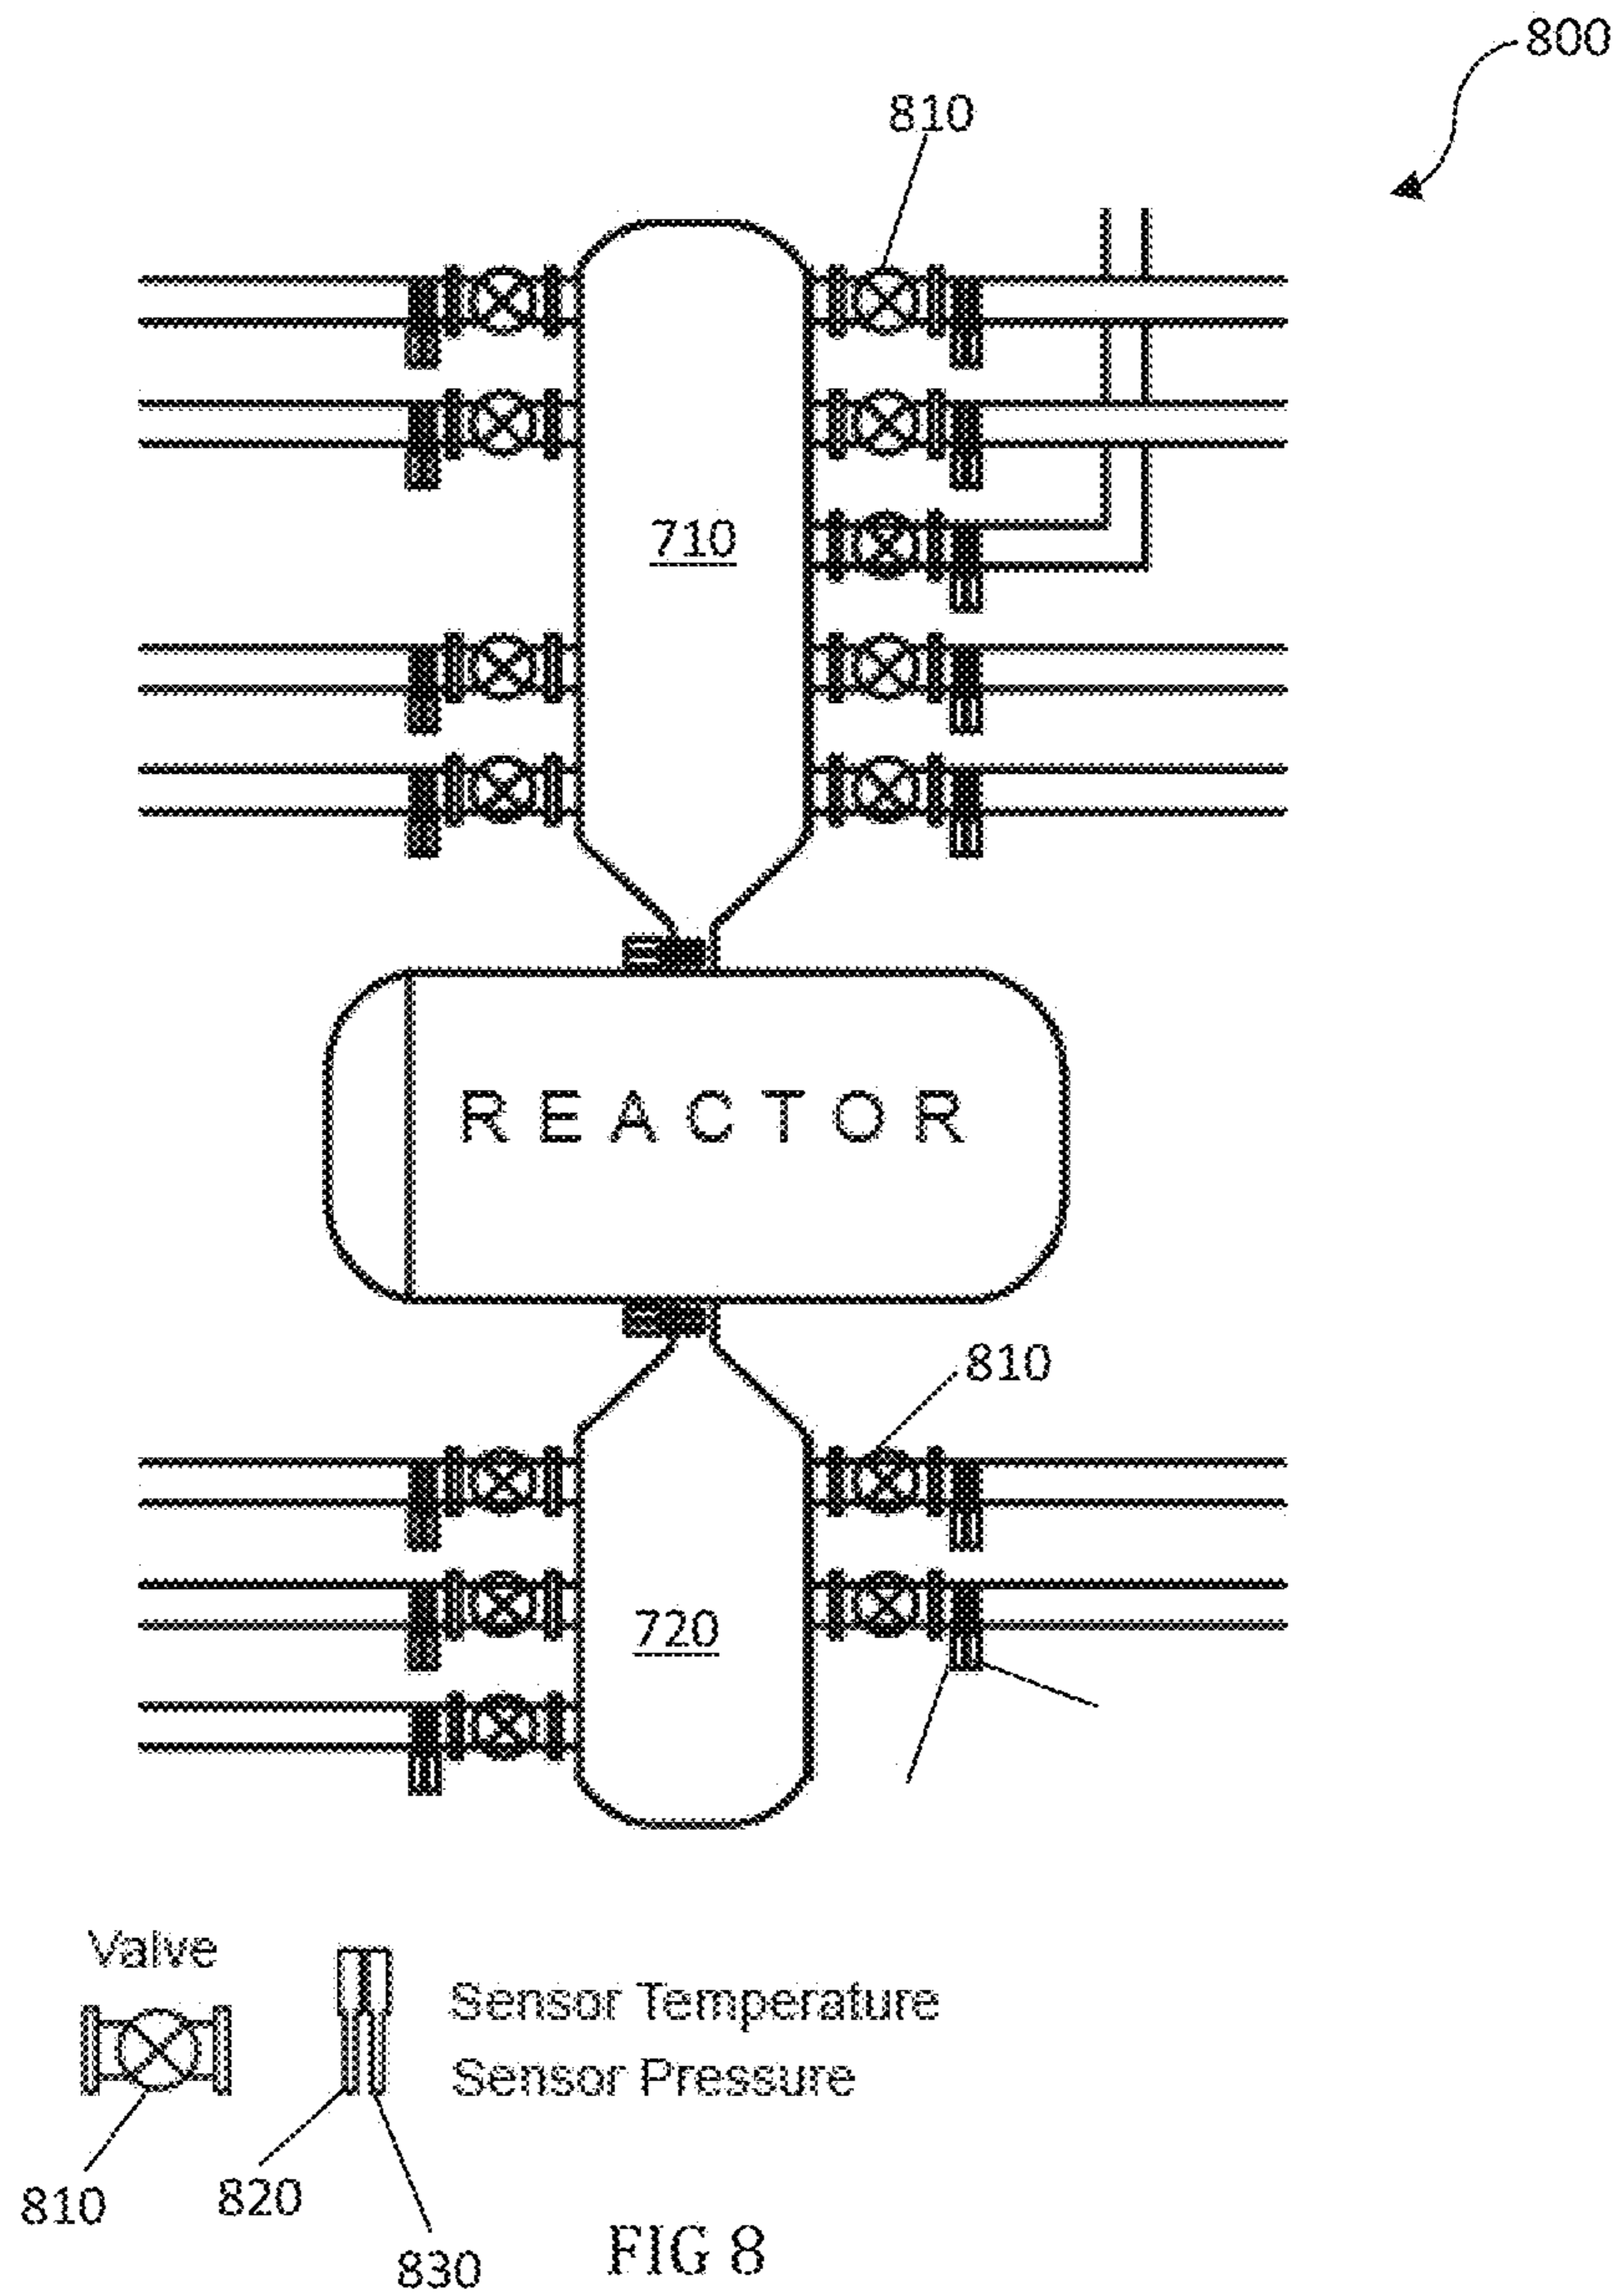 800
810
710
REACTOR
810
720
Valve
Sensor Temperature
Sensor Pressure
810
820
830
FIG 8